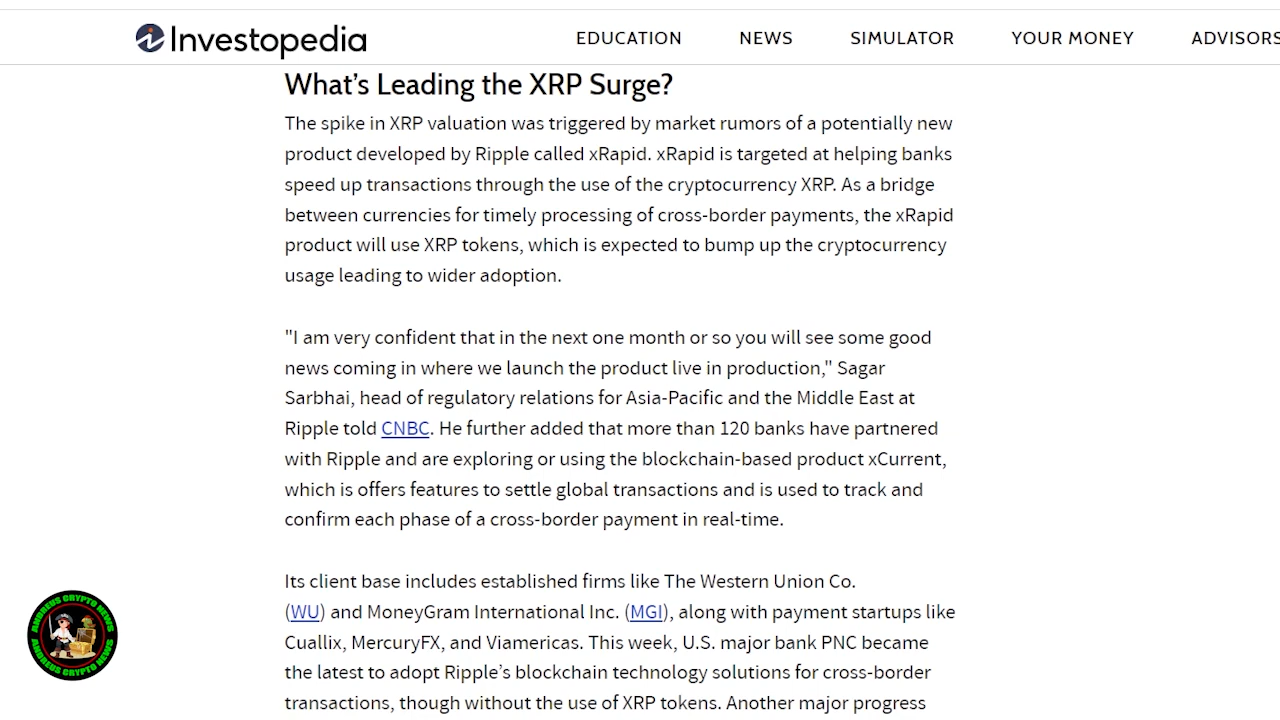 Investopedia
EDUCATION NEWS SIMULATOR YOUR MONEY ADVISORS
What's Leading the XRP Surge?
The spike in XRP valuation was triggered by market rumors of a potentially new
product developed by Ripple called xRapid. xRapid is targeted at helping banks
speed up transactions through the use of the cryptocurrency XRP. As a bridge
between currencies for timely processing of cross-border payments, the xRapid
product will use XRP tokens, which is expected to bump up the cryptocurrency
usage leading to wider adoption.
"I am very confident that in the next one month or so you will see some good
news coming in where we launch the product live in production," Sagar
Sarbhai, head of regulatory relations for Asia-Pacific and the Middle East at
Ripple told CNBC. He further added that more than 120 banks have partnered
with Ripple and are exploring or using the blockchain-based product xCurrent,
which is offers features to settle global transactions and is used to track and
confirm each phase of a cross-border payment in real-time.
Its client base includes established firms like The Western Union Co.
(WU) and MoneyGram International Inc. (MGI), along with payment startups like
Cuallix, MercuryFX, and Viamericas. This week, U.S. major bank PNC became
the latest to adopt Ripple's blockchain technology solutions for cross-border
transactions, though without the use of XRP tokens. Another major progress
ANDREUS CRYPTO NEWS
ANDREUS CRYPTO NEWS